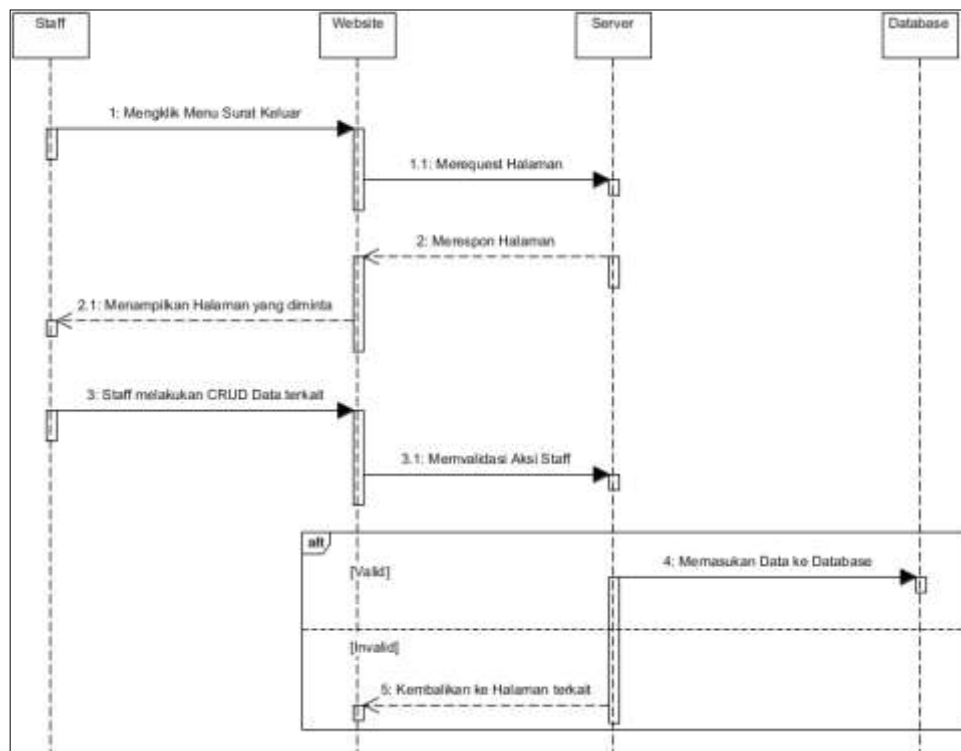 Staff
Website
Server
Database
1: Mengklik Menu Surat Keluar
1.1: Merequest Halaman
2: Merespon Halaman
2.1: Menampilkan Halaman yang diminta
3: Staff melakukan CRUD Data terkait
3.1: Memvalidasi Aksi Staff
alt
4: Memasukan Data ke Database
[Valid]
[Invalid]
5: Kembalikan ke Halaman terkait